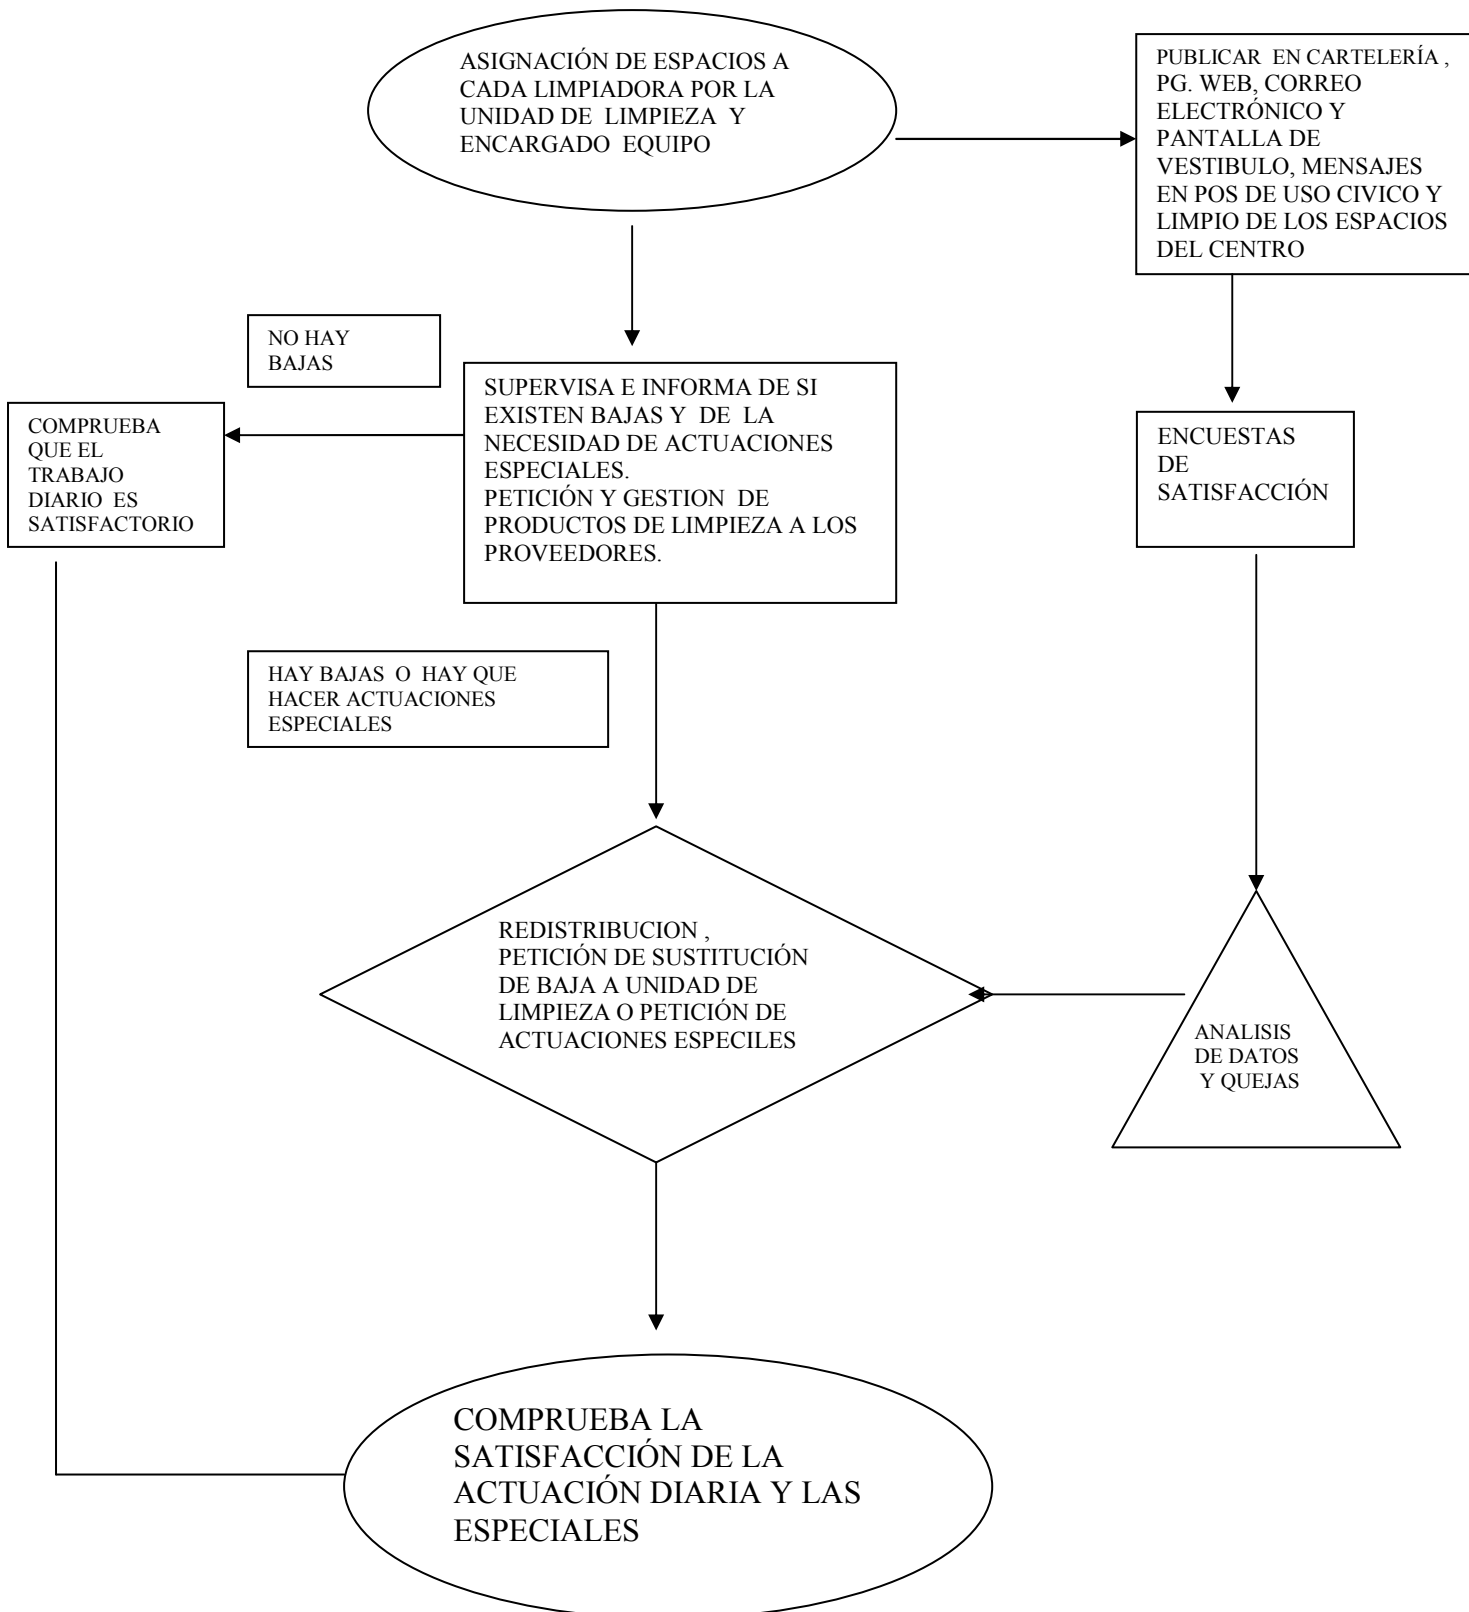 ASIGNACIÓN DE ESPACIOS A
CADA LIMPIADORA POR LA
UNIDAD DE LIMPIEZA Y
ENCARGADO EQUIPO
PUBLICAR EN CARTELERÍA ,
PG. WEB, CORREO
ELECTRÓNICO Y
PANTALLA DE
VESTIBULO, MENSAJES
EN POS DE USO CIVICO Y
LIMPIO DE LOS ESPACIOS
DEL CENTRO
NO HAY
BAJAS
SUPERVISA E INFORMA DE SI
EXISTEN BAJAS Y DE LA
NECESIDAD DE ACTUACIONES
ESPECIALES.
PETICIÓN Y GESTION DE
PRODUCTOS DE LIMPIEZA A LOS
PROVEEDORES.
COMPRUEBA
QUE EL
TRABAJO
DIARIO ES
SATISFACTORIO
ENCUESTAS
DE
SATISFACCIÓN
HAY BAJAS O HAY QUE
HACER ACTUACIONES
ESPECIALES
REDISTRIBUCION ,
PETICIÓN DE SUSTITUCIÓN
DE BAJA A UNIDAD DE
LIMPIEZA O PETICIÓN DE
ACTUACIONES ESPECILES
ANALISIS
DE DATOS
Y QUEJAS
COMPRUEBA LA
SATISFACCIÓN DE LA
ACTUACIÓN DIARIA Y LAS
ESPECIALES